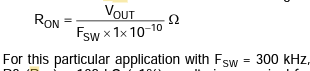 R_ON = V_OUT / (F_SW × 1 × 10^−10) Ω
For this particular application with F_SW = 300 kHz,